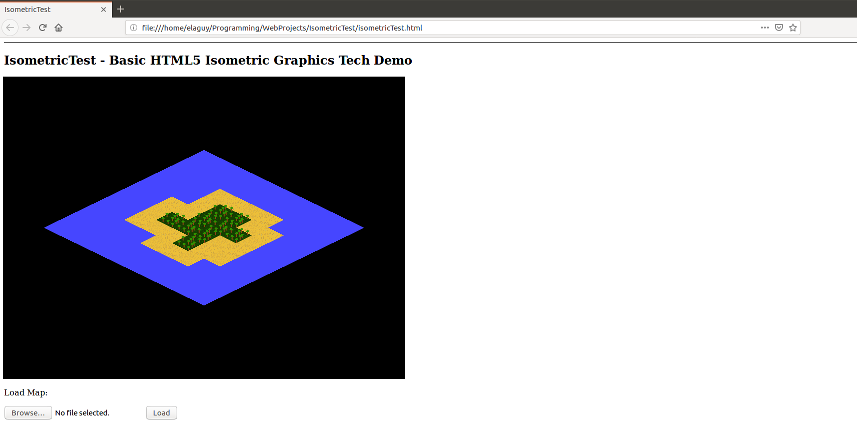 IsometricTest
file:///home/elaguy/Programming/WebProjects/IsometricTest/isometricTest.html
IsometricTest - Basic HTML5 Isometric Graphics Tech Demo
Load Map:
Browse... No file selected. Load